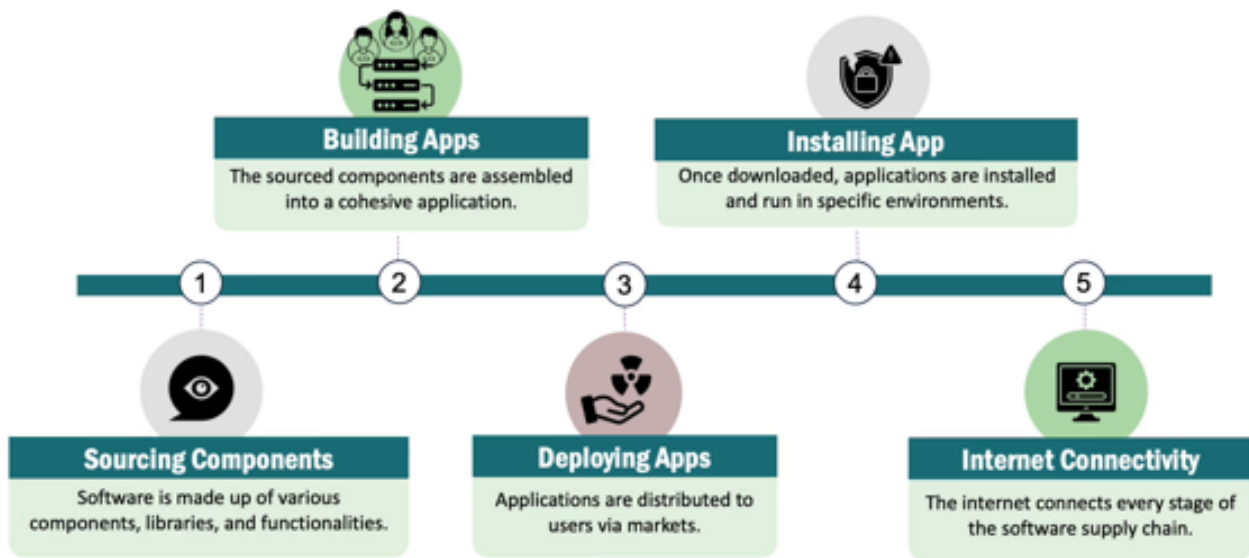 Building Apps
The sourced components are assembled
into a cohesive application.
Installing App
Once downloaded, applications are installed
and run in specific environments.
1
2
3
4
5
Sourcing Components
Software is made up of various
components, libraries, and functionalities.
Deploying Apps
Applications are distributed to
users via markets.
Internet Connectivity
The internet connects every stage of
the software supply chain.